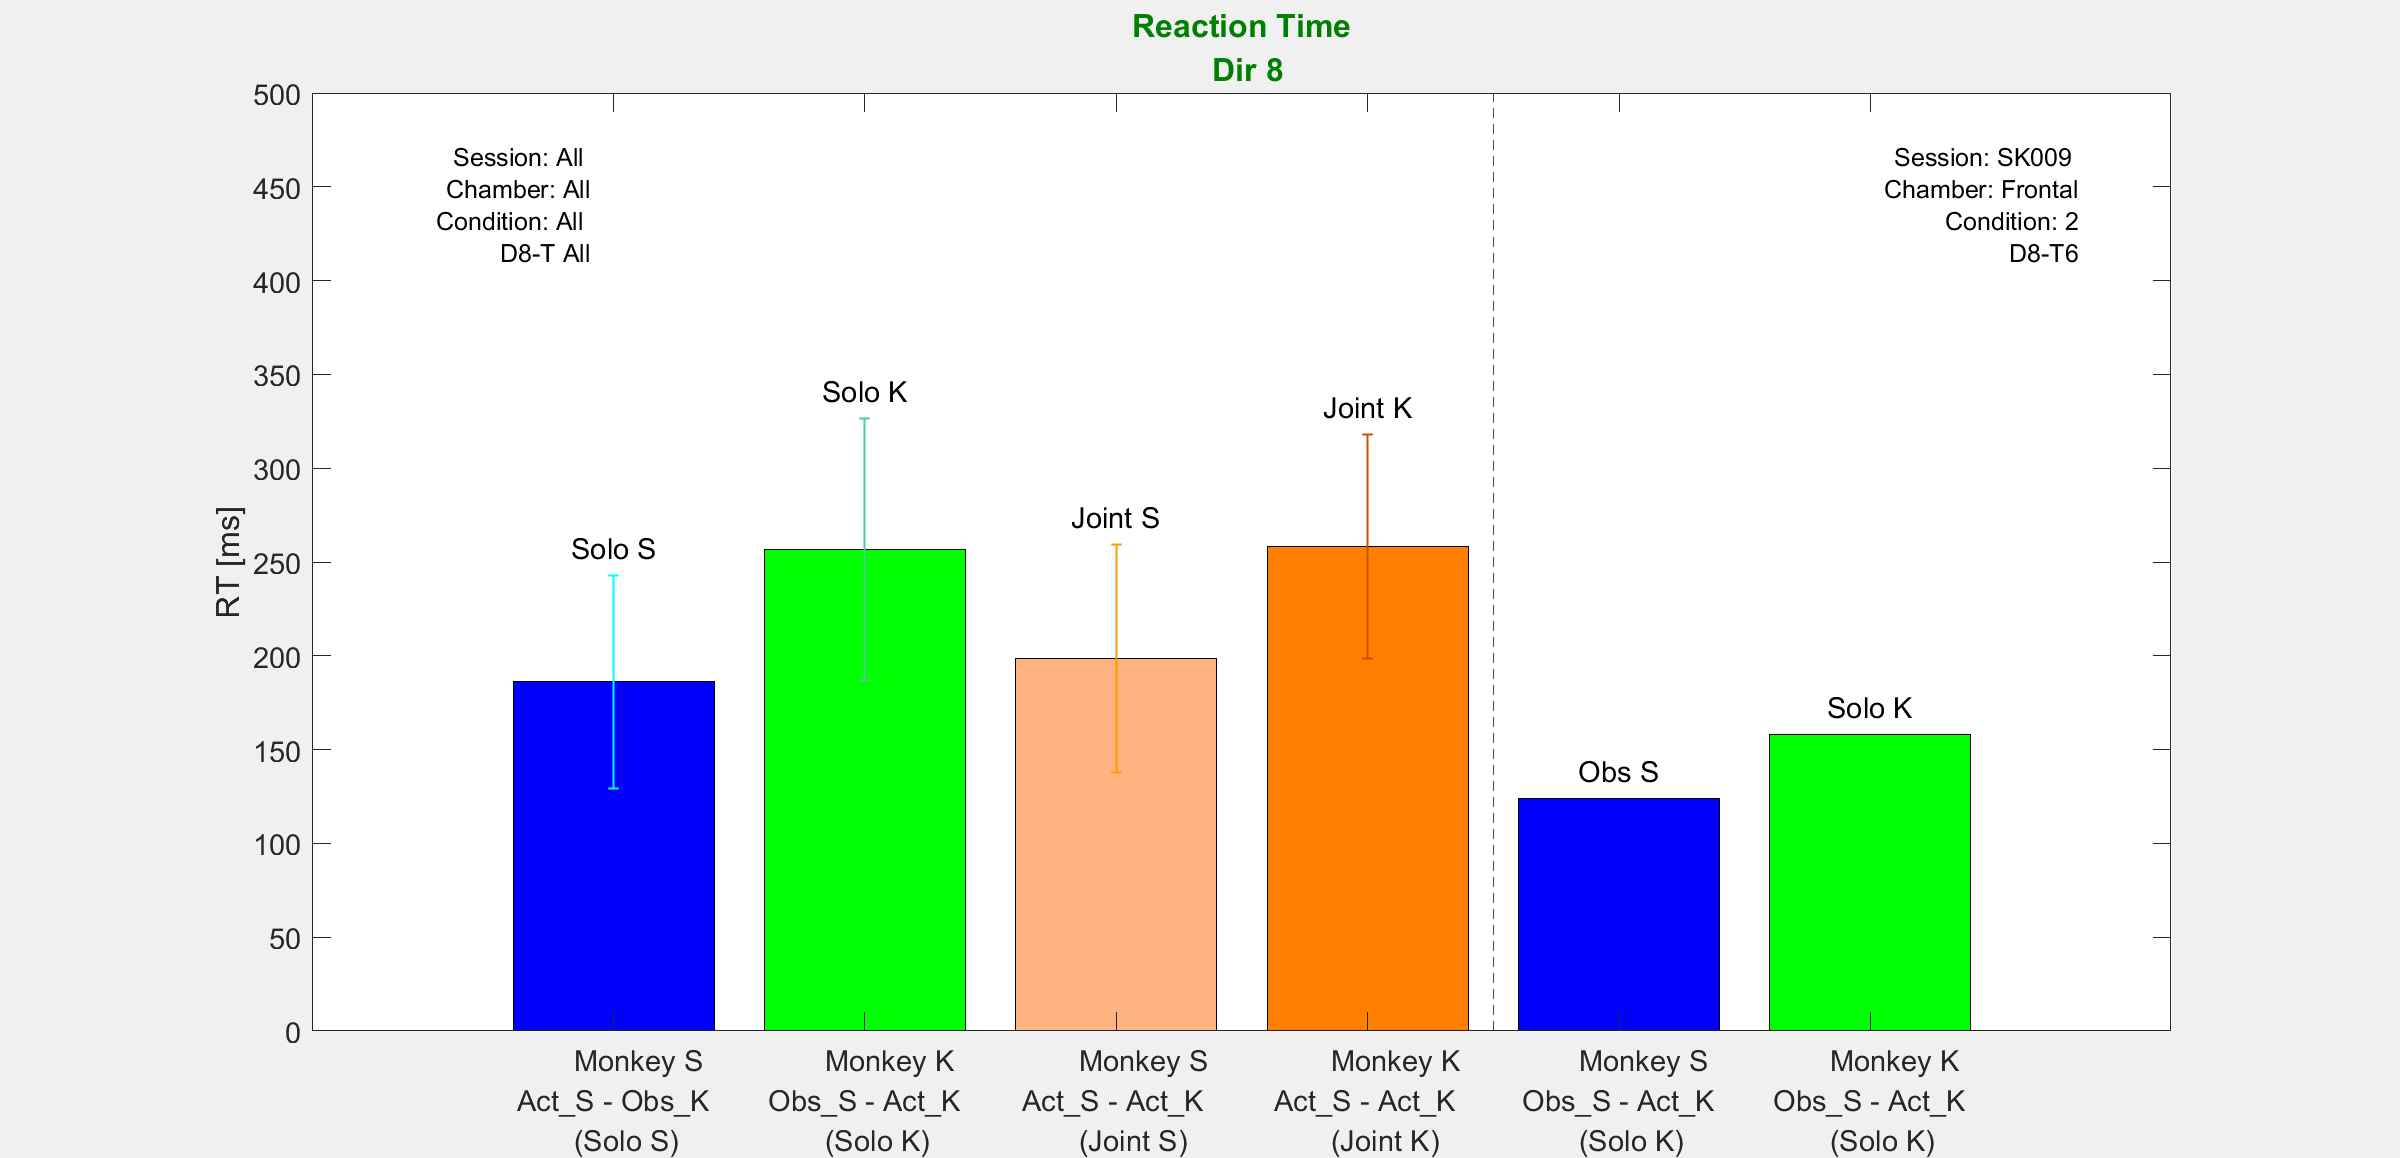 Reaction Time
Dir 8
500
450
400
350
300
250
200
150
100
50
0
RT [ms]
Session: All
Chamber: All
Condition: All
D8-T All
Session: SK009
Chamber: Frontal
Condition: 2
D8-T6
Solo S
Solo K
Joint S
Joint K
Obs S
Solo K
Monkey S
Act_S - Obs_K
(Solo S)
Monkey K
Obs_S - Act_K
(Solo K)
Monkey S
Act_S - Act_K
(Joint S)
Monkey K
Act_S - Act_K
(Joint K)
Monkey S
Obs_S - Act_K
(Solo K)
Monkey K
Obs_S - Act_K
(Solo K)